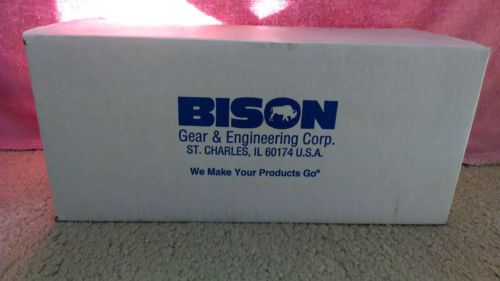 BISON
Gear & Engineering Corp.
ST. CHARLES, IL 60174 U.S.A.
We Make Your Products Go®